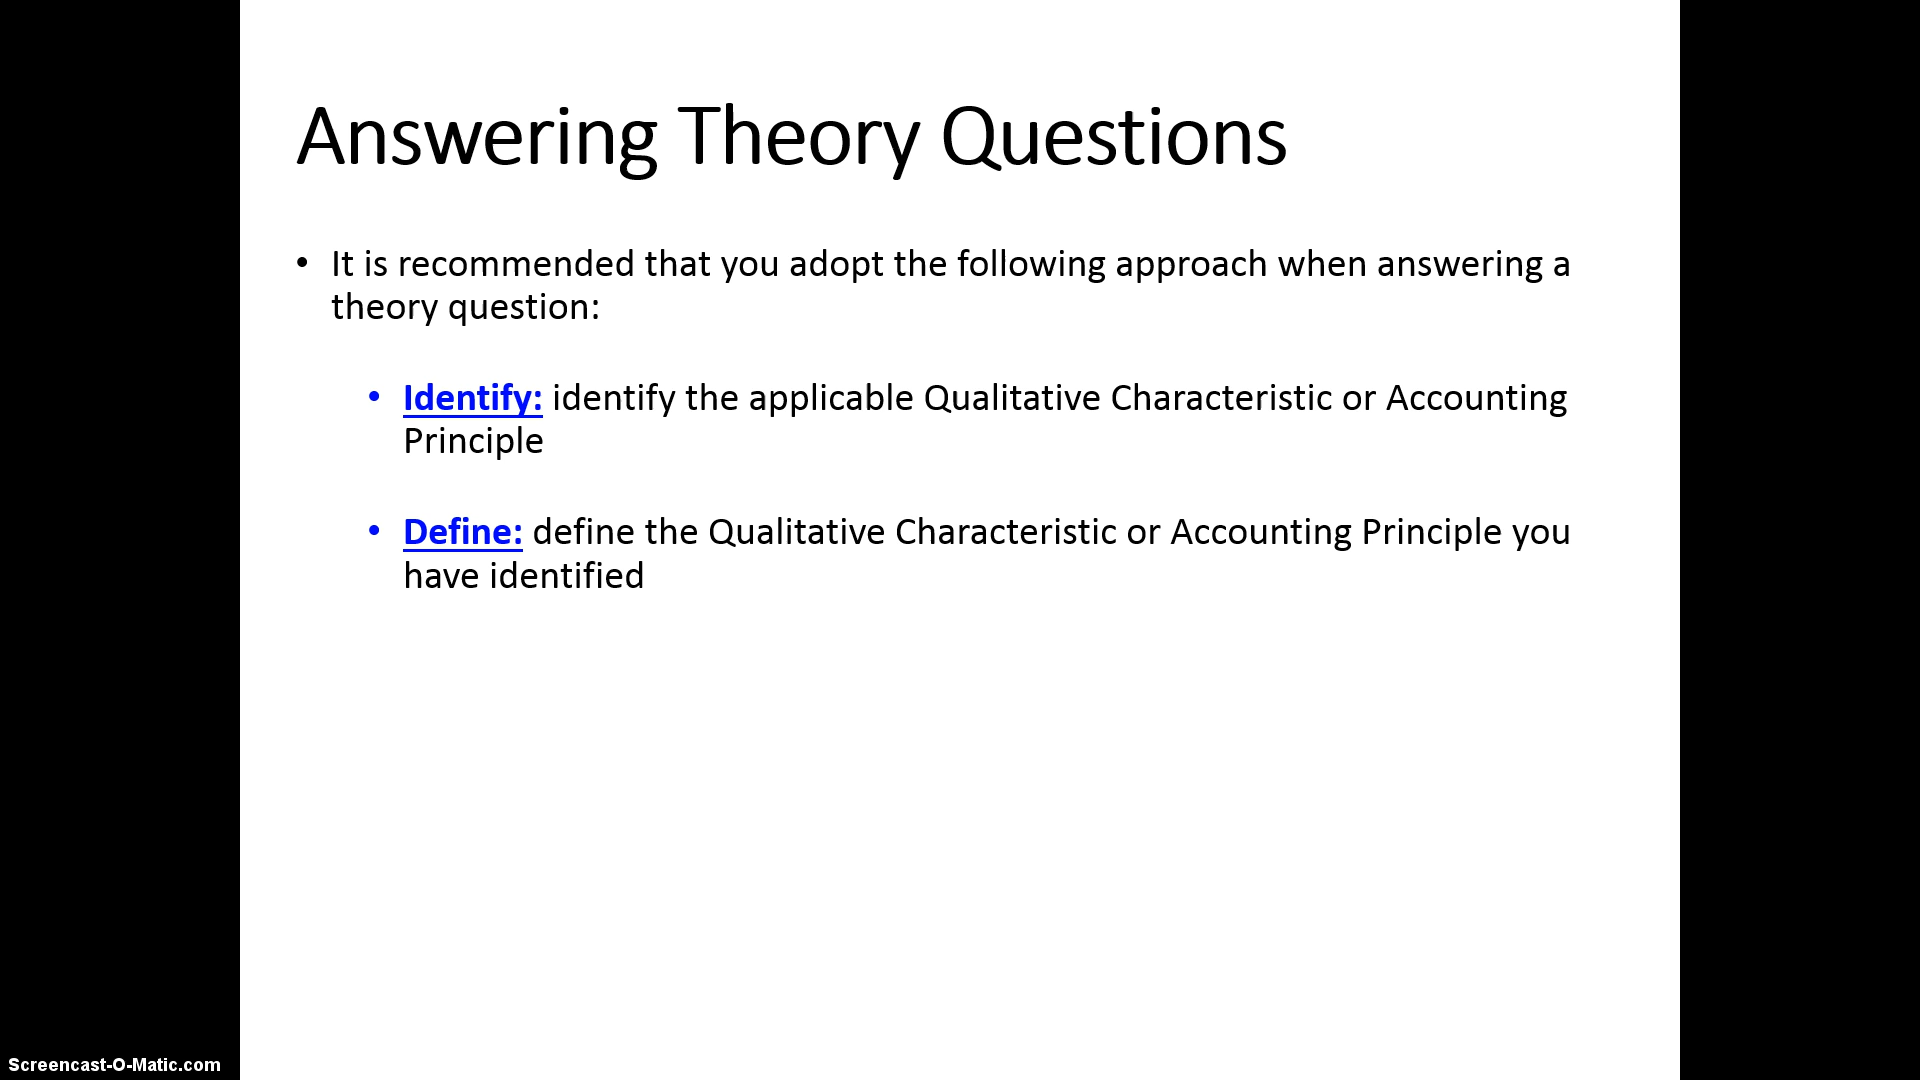 Answering Theory Questions
• It is recommended that you adopt the following approach when answering a
theory question:
• Identify: identify the applicable Qualitative Characteristic or Accounting
Principle
• Define: define the Qualitative Characteristic or Accounting Principle you
have identified
Screencast-O-Matic.com